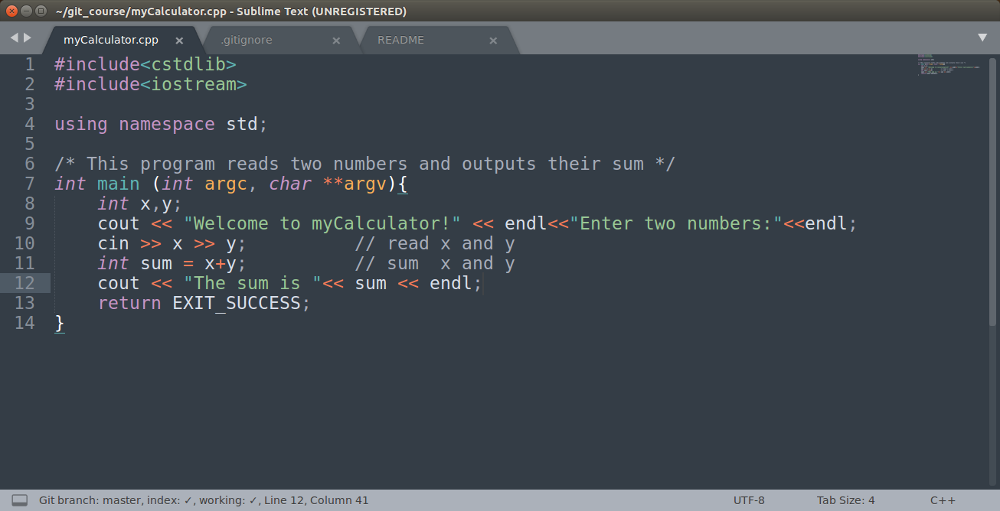 ~/git_course/myCalculator.cpp - Sublime Text (UNREGISTERED)
myCalculator.cpp × .gitignore × README ×
1 #include<cstdlib>
2 #include<iostream>
3
4 using namespace std;
5
6 /* This program reads two numbers and outputs their sum */
7 int main (int argc, char **argv){
8     int x,y;
9     cout << "Welcome to myCalculator!" << endl<<"Enter two numbers:"<<endl;
10     cin >> x >> y;          // read x and y
11     int sum = x+y;          // sum  x and y
12     cout << "The sum is "<< sum << endl;
13     return EXIT_SUCCESS;
14 }
Git branch: master, index: ✓, working: ✓, Line 12, Column 41 UTF-8 Tab Size: 4 C++